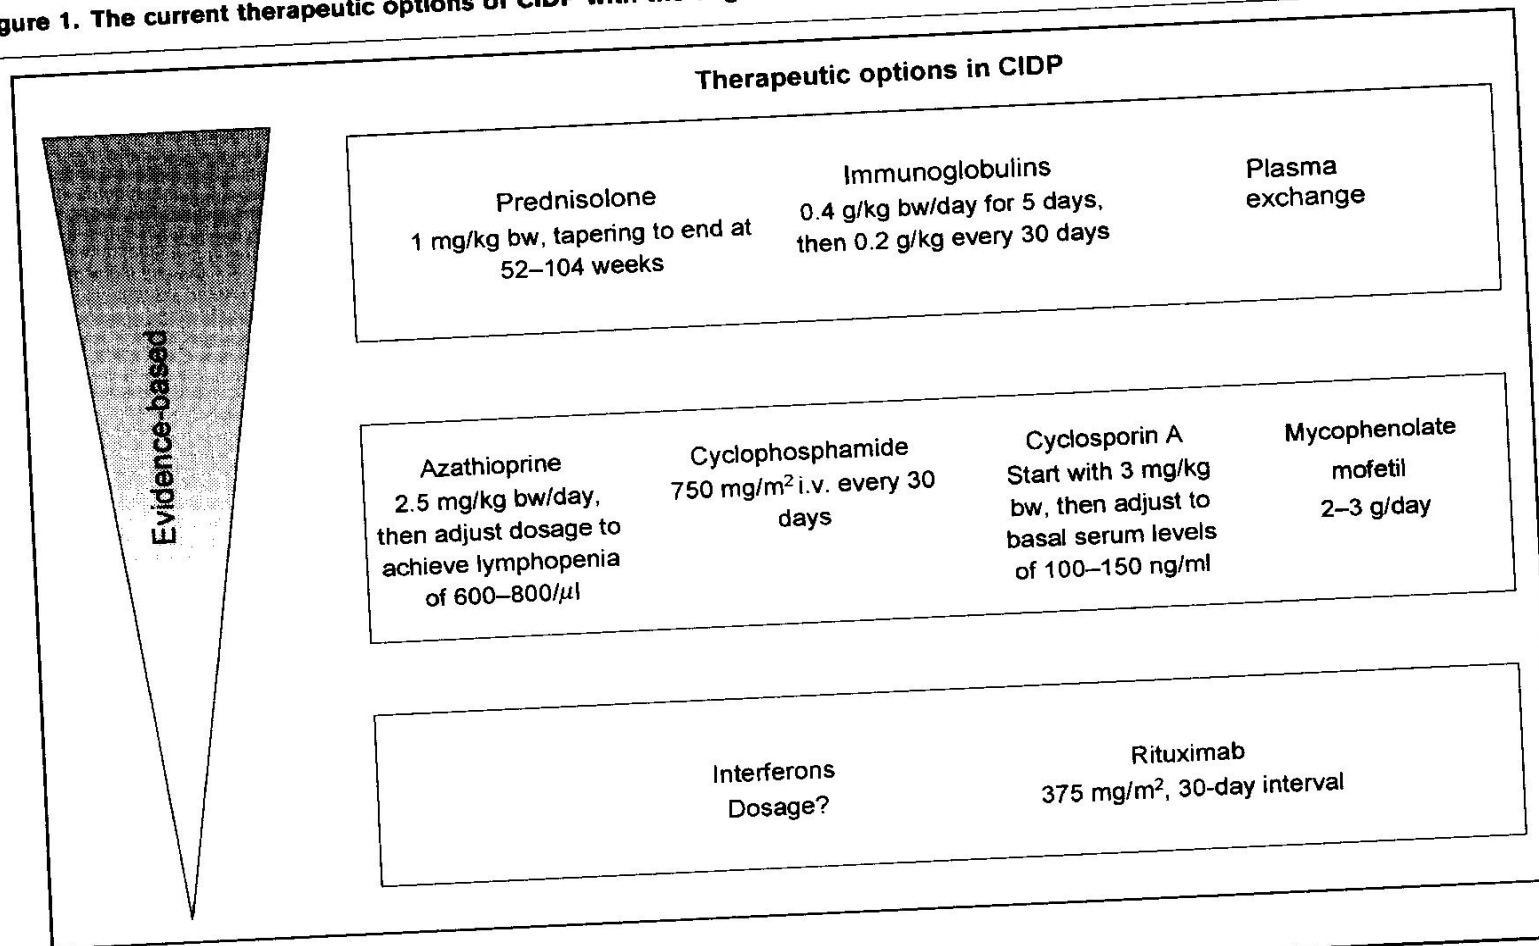 gure 1. The current therapeutic options of CIDP with the
Therapeutic options in CIDP
Evidence-based
Prednisolone
1 mg/kg bw, tapering to end at
52–104 weeks
Immunoglobulins
0.4 g/kg bw/day for 5 days,
then 0.2 g/kg every 30 days
Plasma
exchange
Azathioprine
2.5 mg/kg bw/day,
then adjust dosage to
achieve lymphopenia
of 600–800/μl
Cyclophosphamide
750 mg/m² i.v. every 30
days
Cyclosporin A
Start with 3 mg/kg
bw, then adjust to
basal serum levels
of 100–150 ng/ml
Mycophenolate
mofetil
2–3 g/day
Interferons
Dosage?
Rituximab
375 mg/m², 30-day interval